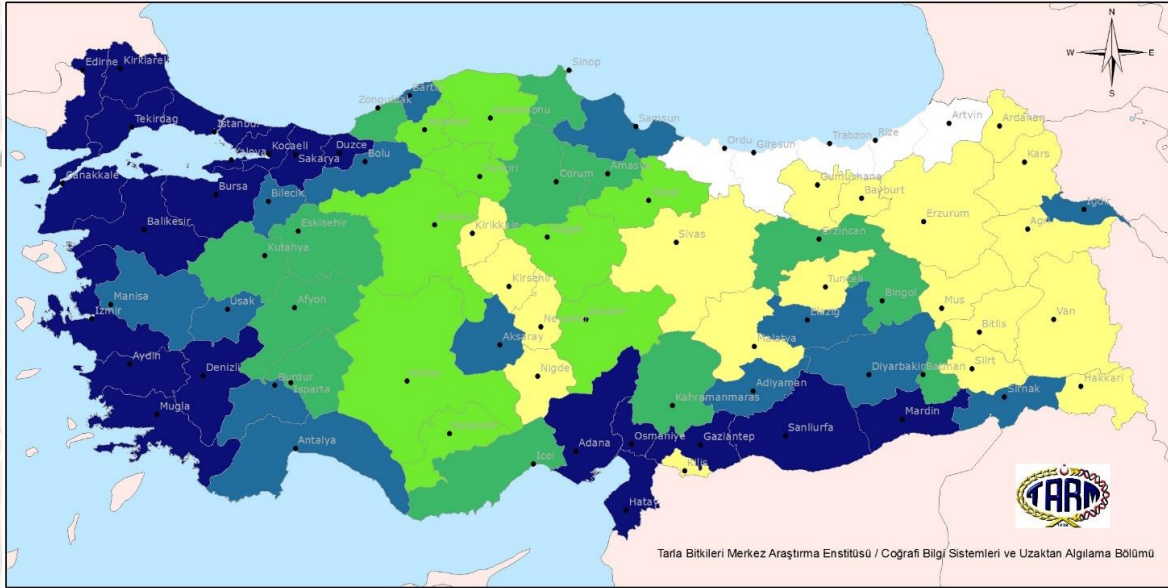 N
W E
S
Sinop
Edirne Kirklareli
Bartin
Zonguldak
Samsun
Artvin
Ardahan
Tekirdag
Istanbul
Ordu Giresun Trabzon Rize
Kocaeli
Yalova
Sakarya
Duzce
Bolu
Kars
Canakkale
Bursa
Bilecik
Corum
Amasya
Gumushane
Bayburt
Igdir
Balikesir
Eskisehir
Kirikkale
Sivas
Erzurum
Agri
Kutahya
Erzincan
Manisa
Izmir
Usak
Afyon
Kirsehir
Tunceli
Bingol
Mus
Van
Elazig
Bitlis
Aksaray
Malatya
Aydin
Denizli
Burdur
Isparta
Nigde
Diyarbakir
Batman
Siirt
Hakkari
Mugla
Adiyaman
Sirnak
Kahramanmaras
Mardin
Antalya
Icel
Adana
Osmaniye
Gaziantep
Sanliurfa
Kilis
Hatay
TARM
Tarla Bitkileri Merkez Araştırma Enstitüsü / Coğrafi Bilgi Sistemleri ve Uzaktan Algılama Bölümü